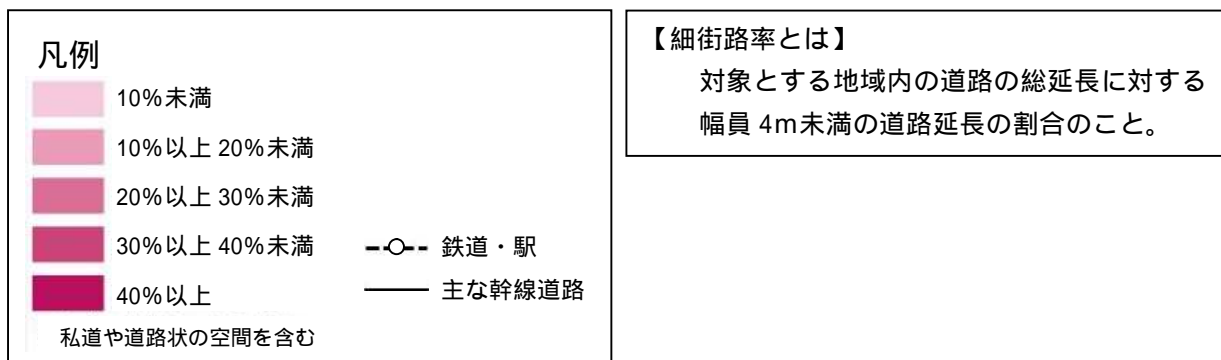 凡例
10%未満
10%以上 20%未満
20%以上 30%未満
30%以上 40%未満
40%以上
私道や道路状の空間を含む
鉄道・駅
主な幹線道路
【細街路率とは】
対象とする地域内の道路の総延長に対する
幅員 4m未満の道路延長の割合のこと。